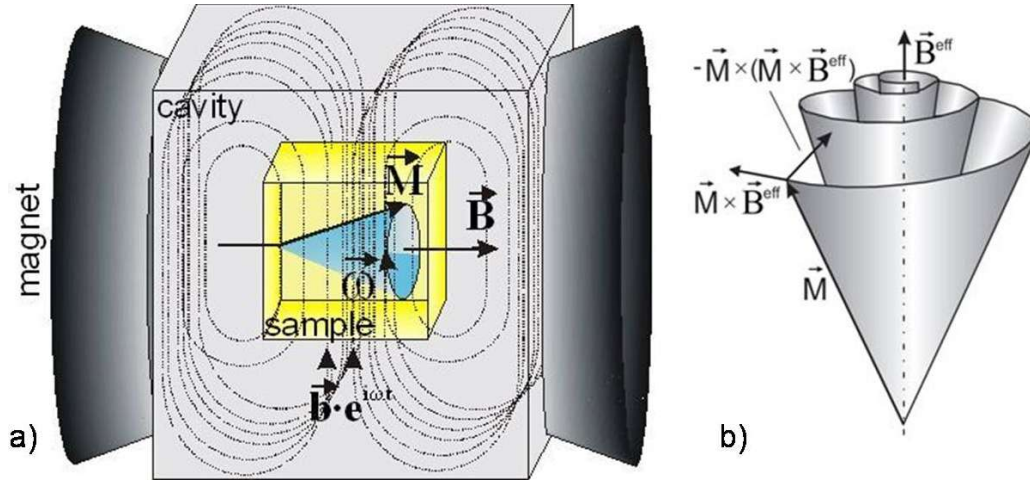 cavity
magnet
M⃗
B⃗
ω⃗
sample
b⃗·e^{iωt}
a)
B⃗^{eff}
-M⃗×(M⃗×B⃗^{eff})
M⃗×B⃗^{eff}
M⃗
b)